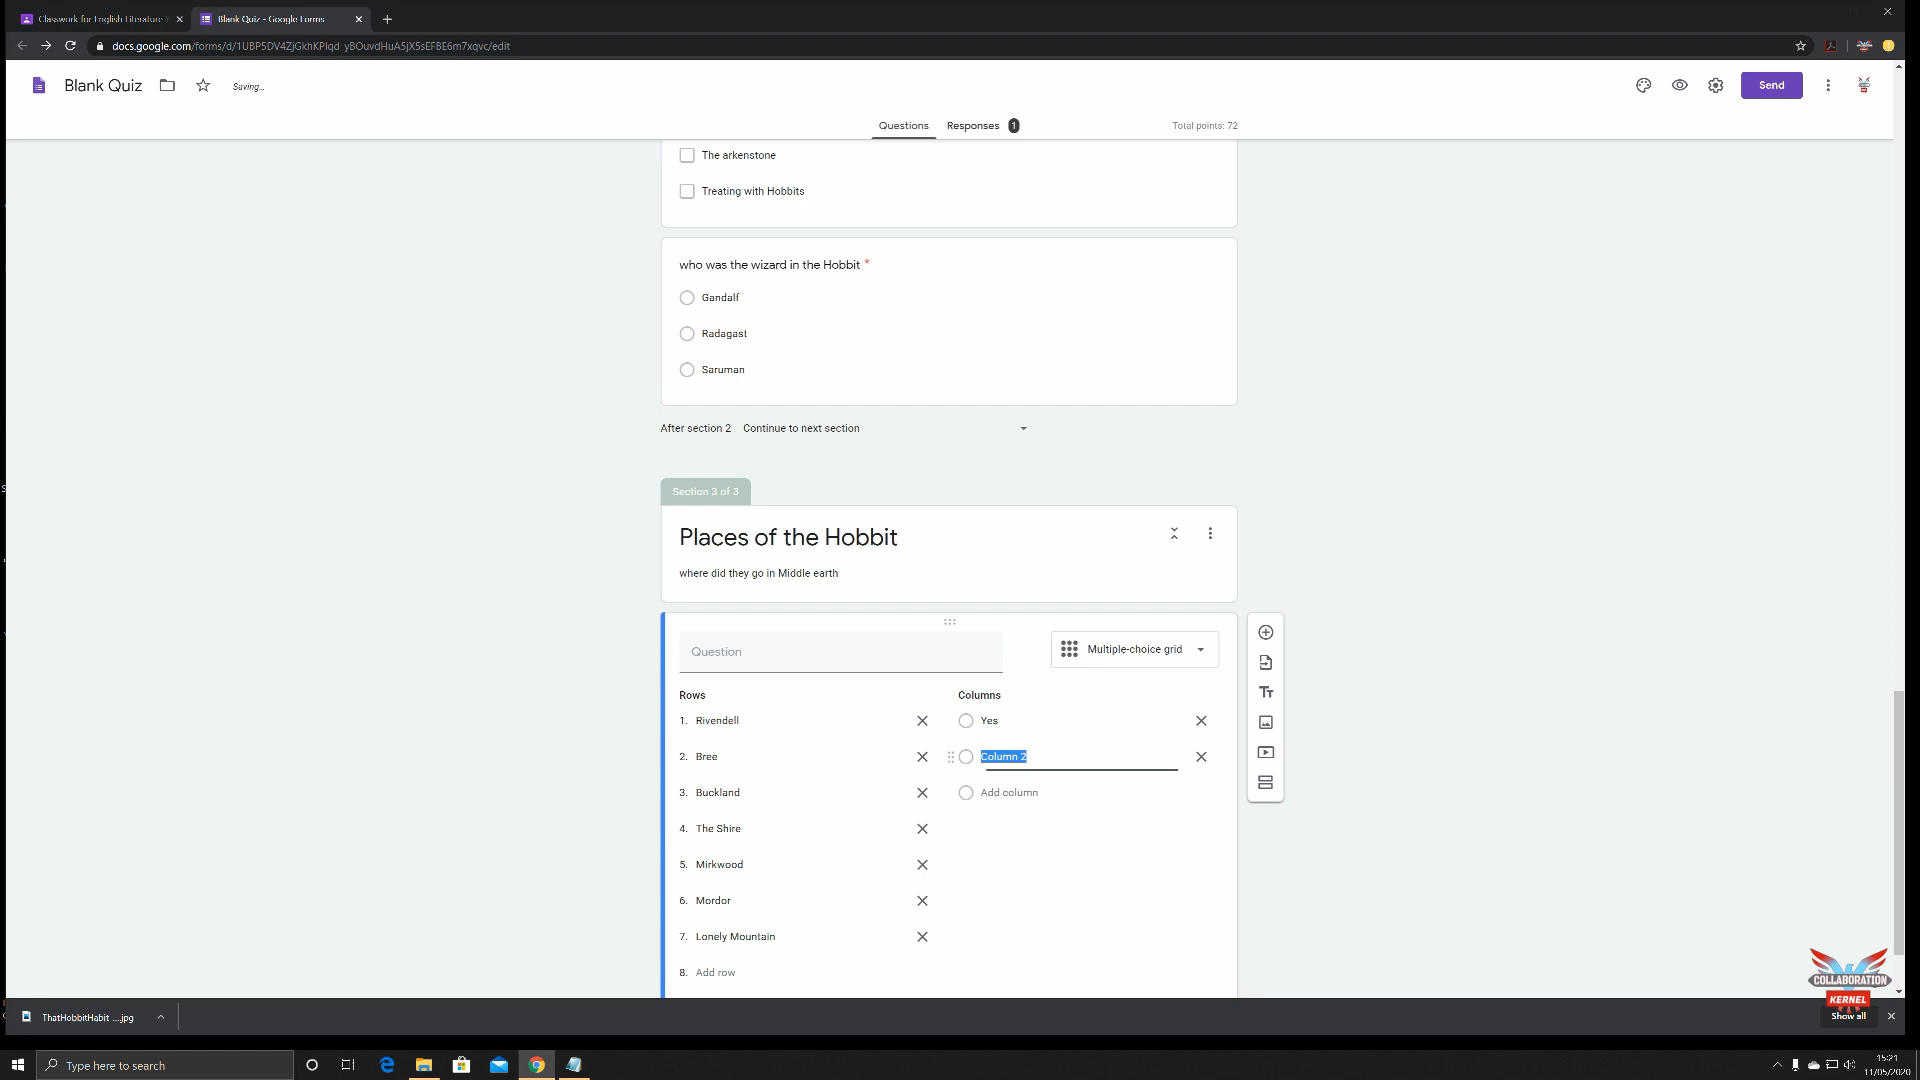 Classwork for English Literature
Blank Quiz - Google Forms
docs.google.com/forms/d/1UBP5DV4ZjGkhKPIqd_yBOuvdHuA5jX5sEFBE6m7xqvc/edit
Blank Quiz
Saving...
Send
Questions
Responses 1
Total points: 72
The arkenstone
Treating with Hobbits
who was the wizard in the Hobbit *
Gandalf
Radagast
Saruman
After section 2 Continue to next section
Section 3 of 3
Places of the Hobbit
where did they go in Middle earth
Question
Multiple-choice grid
Rows
Columns
1. Rivendell
Yes
2. Bree
Column 2
3. Buckland
Add column
4. The Shire
5. Mirkwood
6. Mordor
7. Lonely Mountain
8. Add row
COLLABORATION
KERNEL
ThatHobbitHabit ....jpg
Show all
Type here to search
15:21
11/05/2020